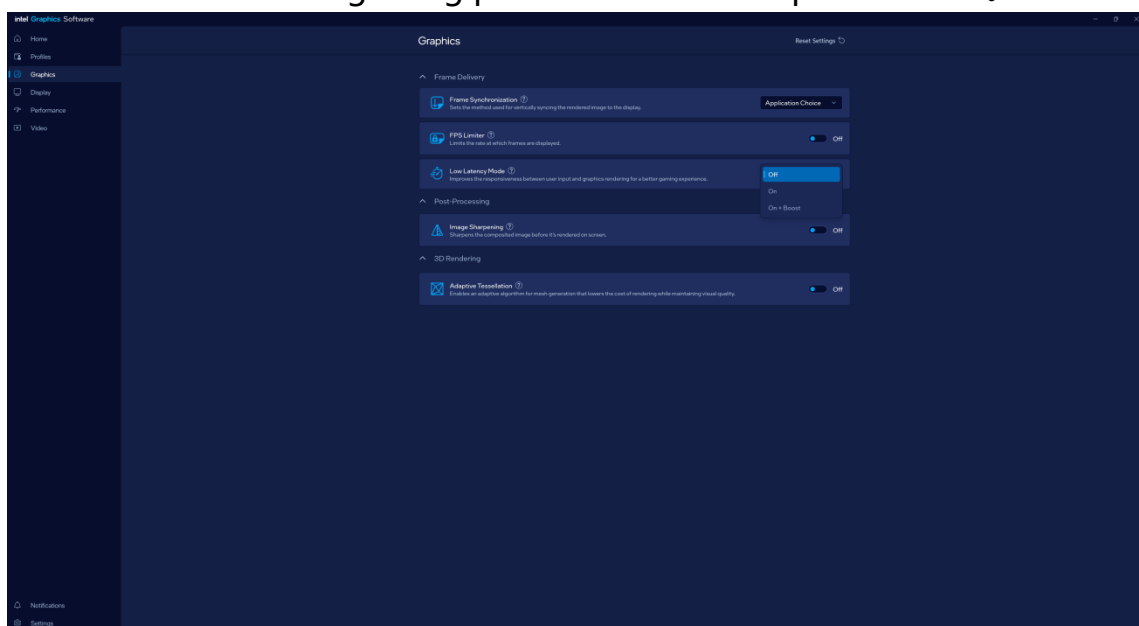 intel Graphics Software
Home
Profiles
Graphics
Display
Performance
Video
Notifications
Settings
Graphics
Reset Settings
Frame Delivery
Frame Synchronization
Sets the method used for vertically syncing the rendered image to the display.
Application Choice
FPS Limiter
Limits the rate at which frames are displayed.
Off
Low Latency Mode
Improves the responsiveness between user input and graphics rendering for a better gaming experience.
Off
On
On + Boost
Post-Processing
Image Sharpening
Sharpens the composited image before it's rendered on screen.
Off
3D Rendering
Adaptive Tessellation
Enables an adaptive algorithm for mesh generation that lowers the cost of rendering while maintaining visual quality.
Off